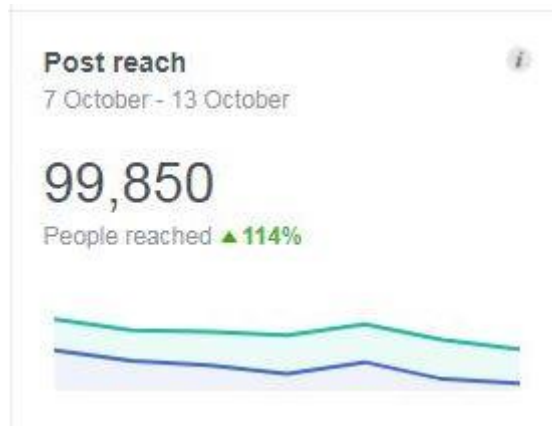 Post reach
i
7 October - 13 October
99,850
People reached ▲ 114%